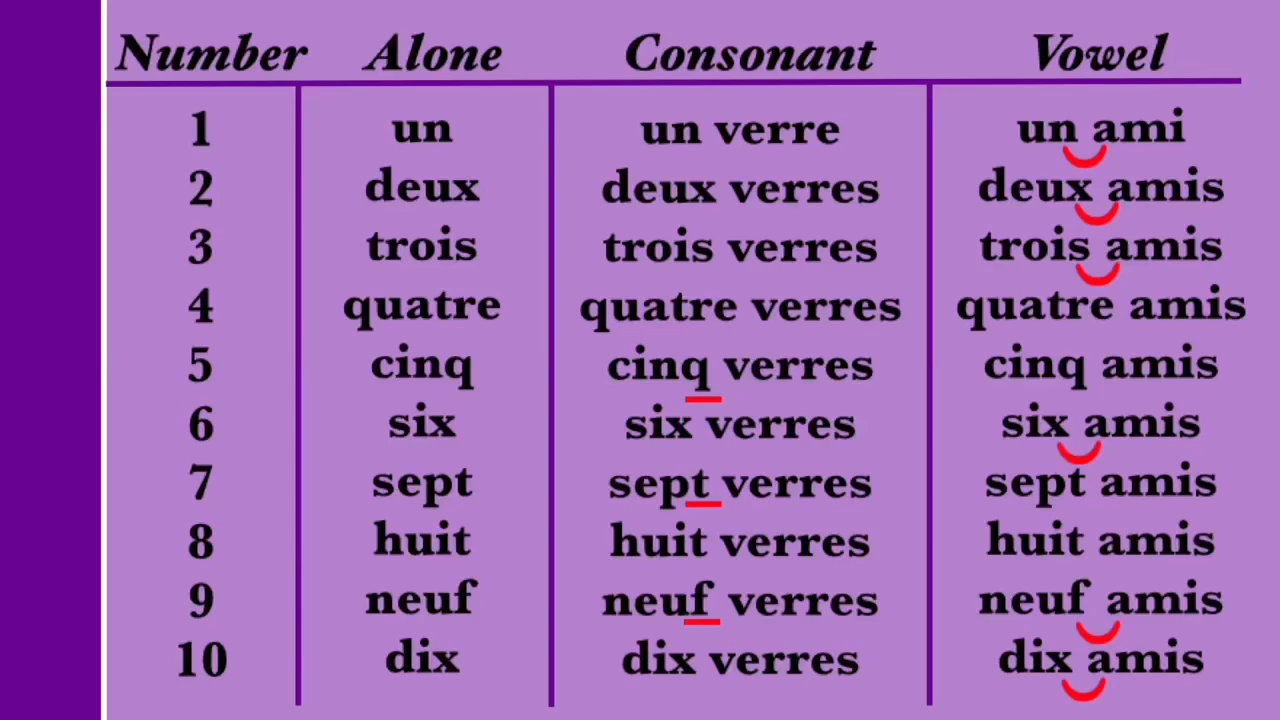 Number Alone Consonant Vowel
1 un un verre un ami
2 deux deux verres deux amis
3 trois trois verres trois amis
4 quatre quatre verres quatre amis
5 cinq cinq verres cinq amis
6 six six verres six amis
7 sept sept verres sept amis
8 huit huit verres huit amis
9 neuf neuf verres neuf amis
10 dix dix verres dix amis